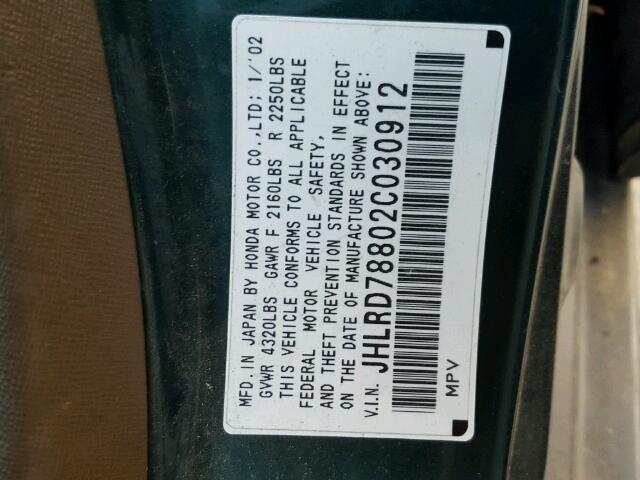 MFD. IN JAPAN BY HONDA MOTOR CO.,LTD: 1/'02
GVWR 4320LBS GAWR F 2160LBS R 2250LBS
THIS VEHICLE CONFORMS TO ALL APPLICABLE
FEDERAL MOTOR VEHICLE SAFETY,
AND THEFT PREVENTION STANDARDS IN EFFECT
ON THE DATE OF MANUFACTURE SHOWN ABOVE:
V.I.N. JHLRD78802C030912
MPV